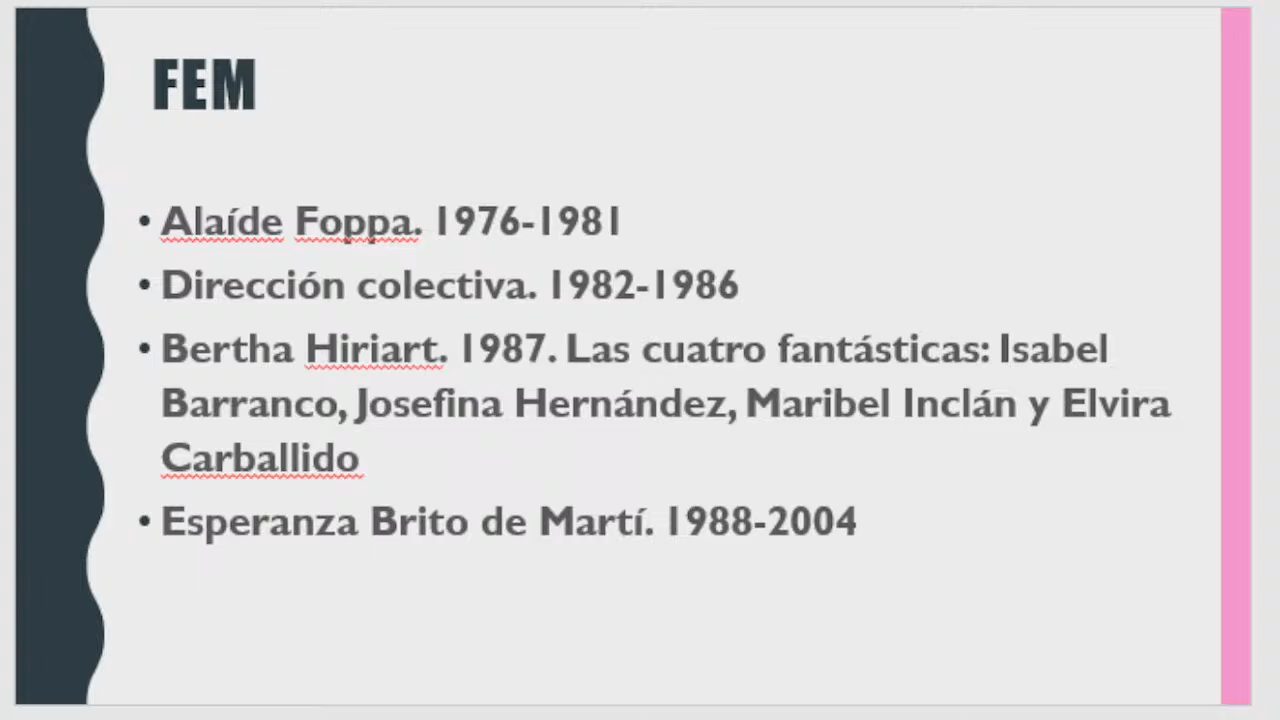 FEM
• Alaíde Foppa. 1976-1981
• Dirección colectiva. 1982-1986
• Bertha Hiriart. 1987. Las cuatro fantásticas: Isabel
Barranco, Josefina Hernández, Maribel Inclán y Elvira
Carballido
• Esperanza Brito de Martí. 1988-2004